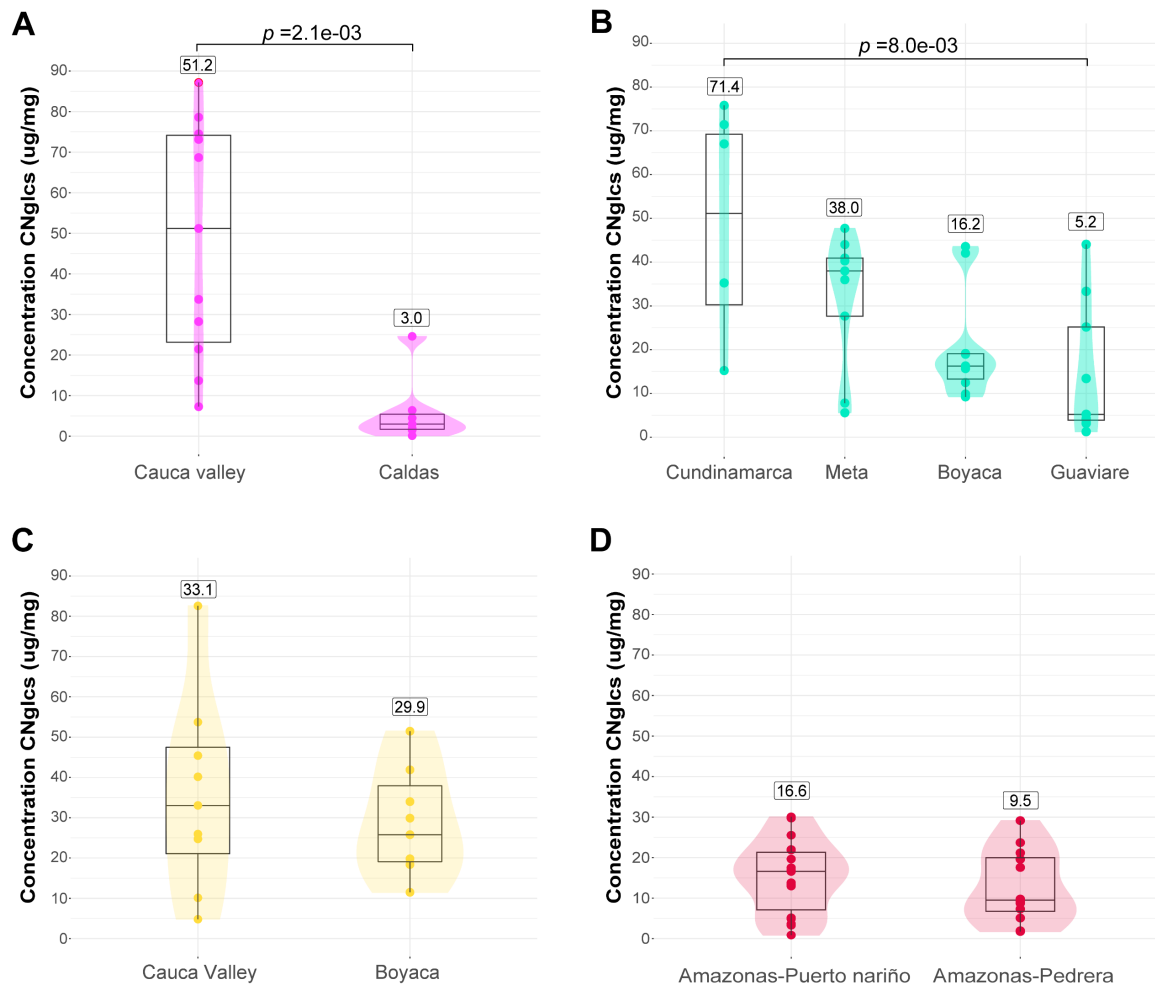 A
p =2.1e-03
Concentration CNglcs (ug/mg)
90
80
70
60
50
40
30
20
10
0
51.2
3.0
Cauca valley
Caldas
B
p =8.0e-03
Concentration CNglcs (ug/mg)
90
80
70
60
50
40
30
20
10
0
71.4
38.0
16.2
5.2
Cundinamarca
Meta
Boyaca
Guaviare
C
Concentration CNglcs (ug/mg)
90
80
70
60
50
40
30
20
10
0
33.1
29.9
Cauca Valley
Boyaca
D
Concentration CNglcs (ug/mg)
90
80
70
60
50
40
30
20
10
0
16.6
9.5
Amazonas-Puerto nariño
Amazonas-Pedrera